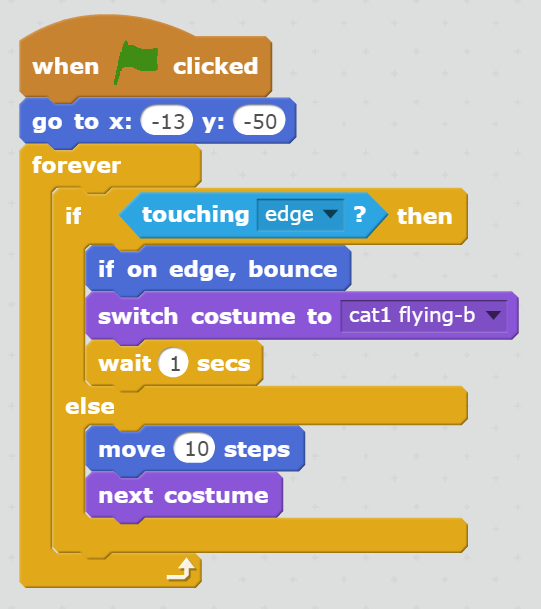 when clicked
go to x: -13 y: -50
forever
if touching edge ? then
if on edge, bounce
switch costume to cat1 flying-b
wait 1 secs
else
move 10 steps
next costume